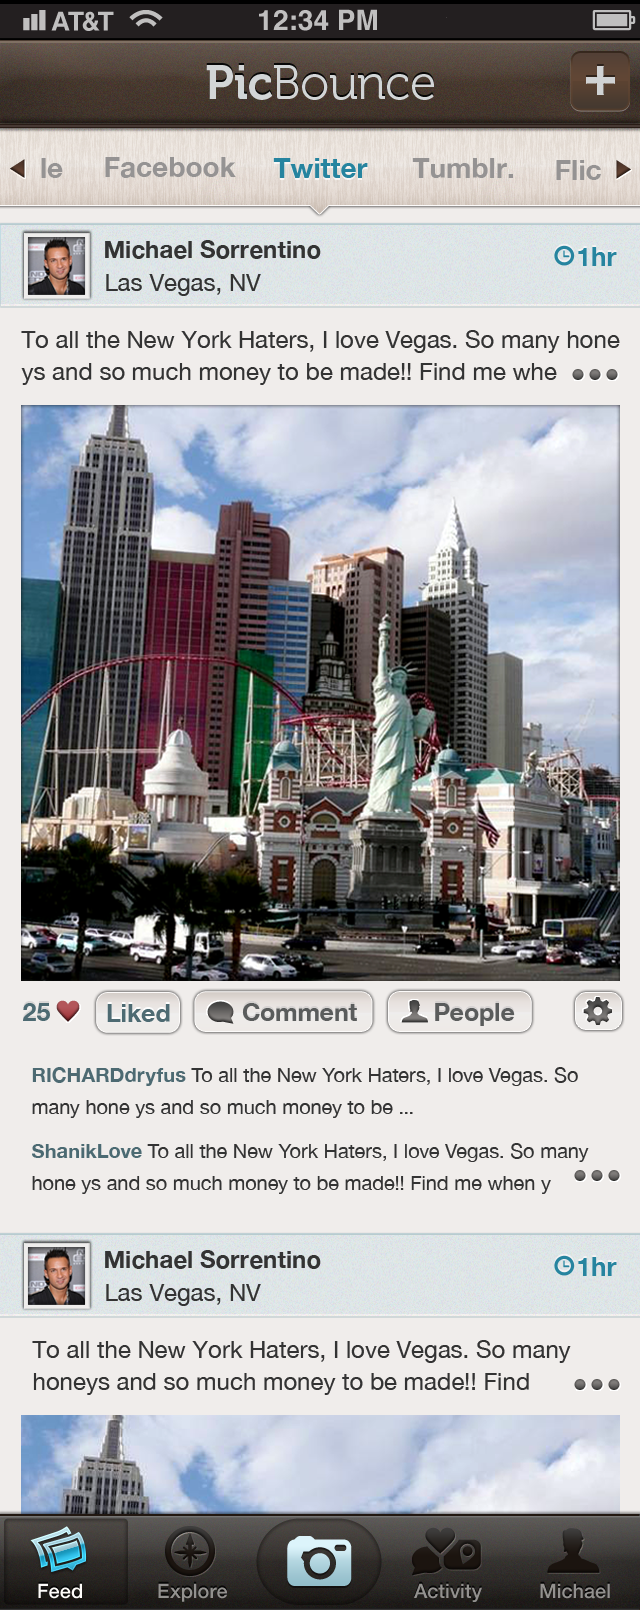 AT&T 12:34 PM
PicBounce +
le Facebook Twitter Tumblr. Flic
Michael Sorrentino 1hr
Las Vegas, NV
To all the New York Haters, I love Vegas. So many hone
ys and so much money to be made!! Find me whe
25 Liked Comment People
RICHARDdryfus To all the New York Haters, I love Vegas. So
many hone ys and so much money to be ...
ShanikLove To all the New York Haters, I love Vegas. So many
hone ys and so much money to be made!! Find me when y
Michael Sorrentino 1hr
Las Vegas, NV
To all the New York Haters, I love Vegas. So many
honeys and so much money to be made!! Find
Feed Explore Activity Michael